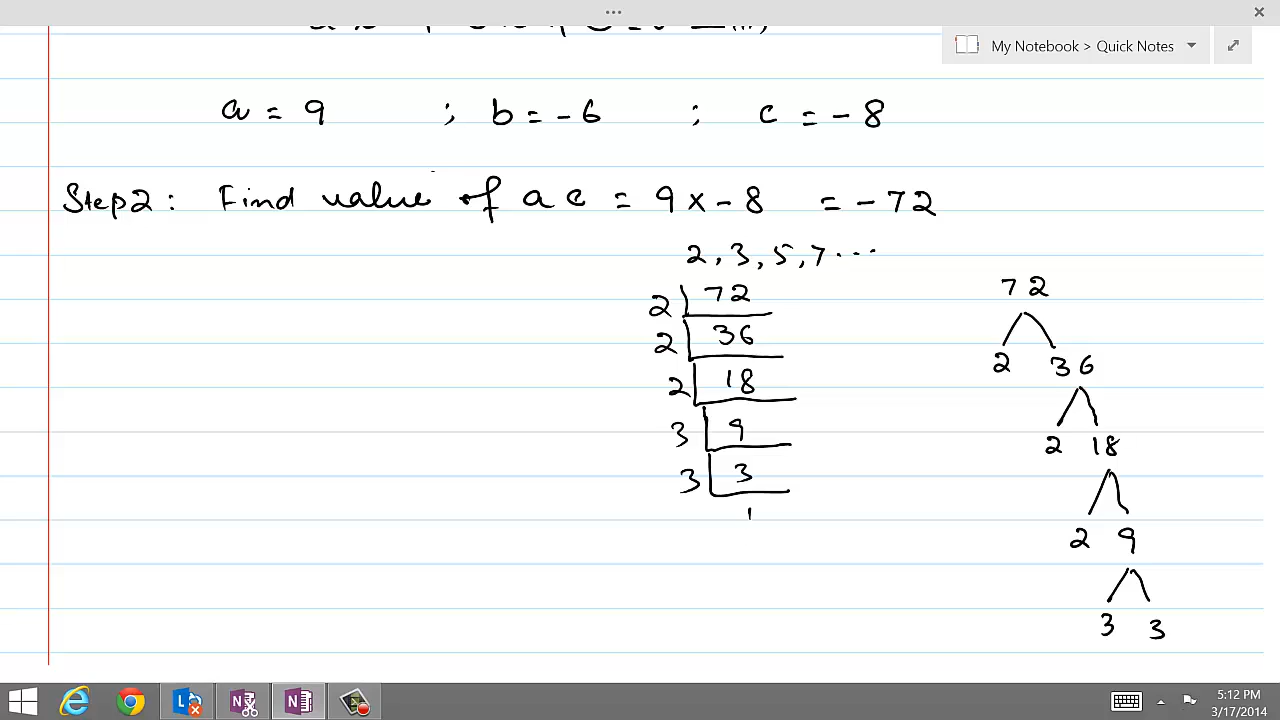 My Notebook > Quick Notes
a = 9 ; b = -6 ; c = -8
Step2: Find value of ac = 9 x -8 = -72
2, 3, 5, 7 ...
2 72
2 36
2 18
3 9
3 3
1
72
2 36
2 18
2 9
3 3
5:12 PM
3/17/2014